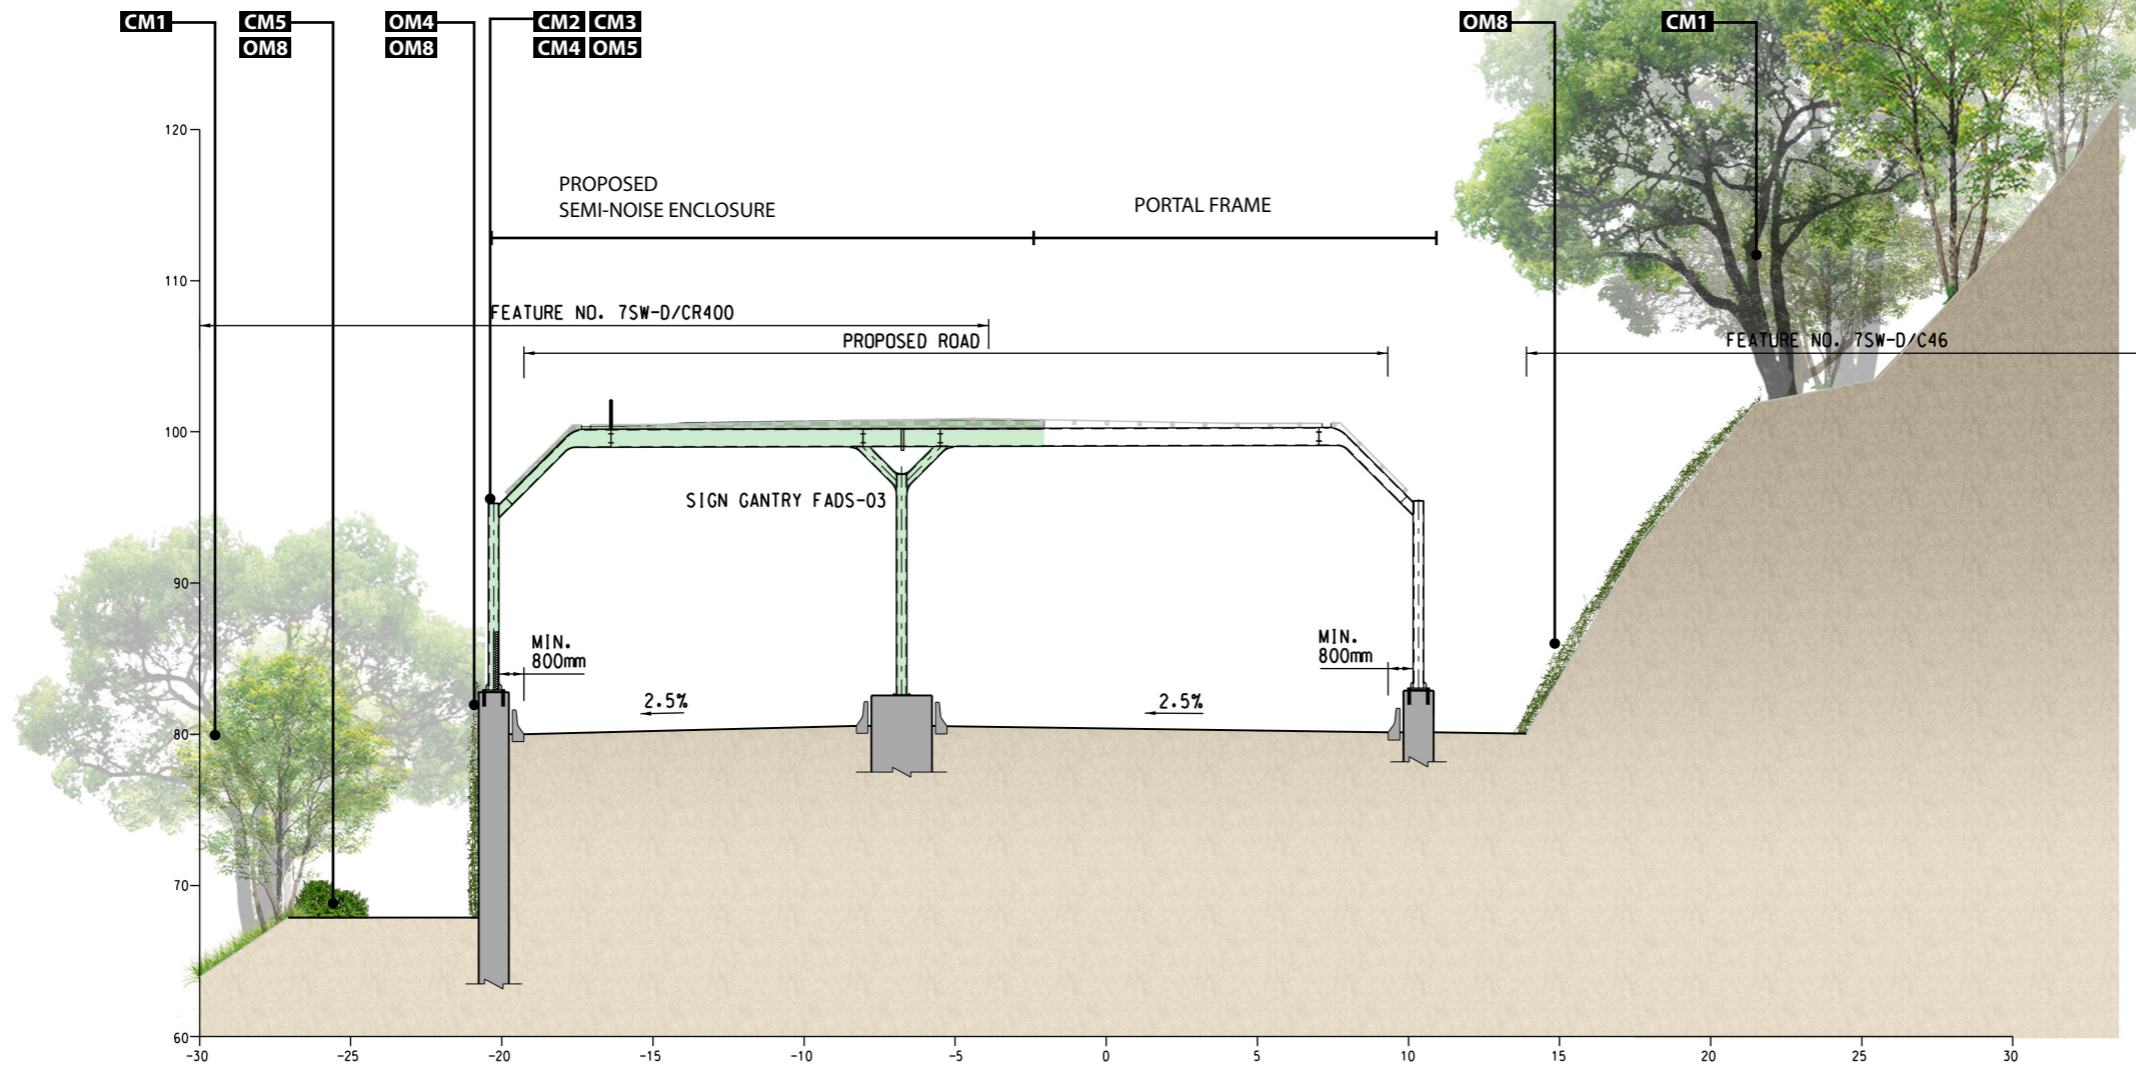 CM1
CM5
OM8
OM4
OM8
CM2 CM3
CM4 OM5
OM8
CM1
120
110
100
90
80
70
60
PROPOSED
SEMI-NOISE ENCLOSURE
PORTAL FRAME
FEATURE NO. 7SW-D/CR400
PROPOSED ROAD
FEATURE NO. 7SW-D/C46
SIGN GANTRY FADS-03
MIN.
800mm
2.5%
2.5%
MIN.
800mm
-30 -25 -20 -15 -10 -5 0 5 10 15 20 25 30